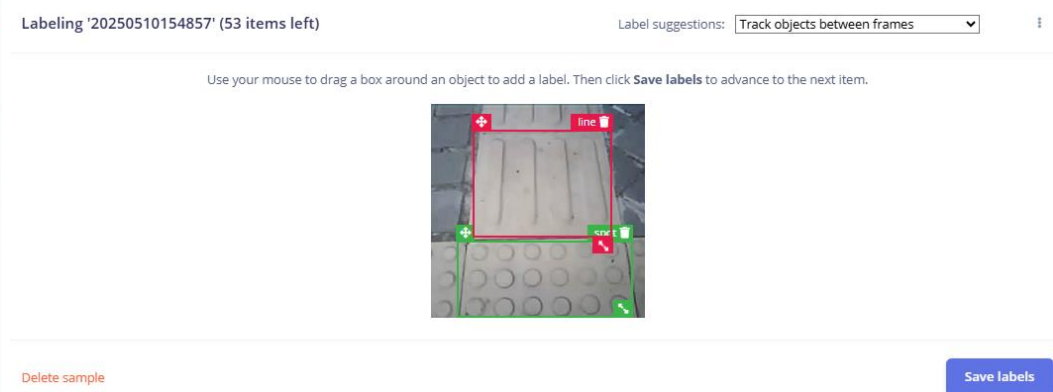 Labeling '20250510154857' (53 items left)
Label suggestions: Track objects between frames
Use your mouse to drag a box around an object to add a label. Then click Save labels to advance to the next item.
line
spot
Delete sample
Save labels